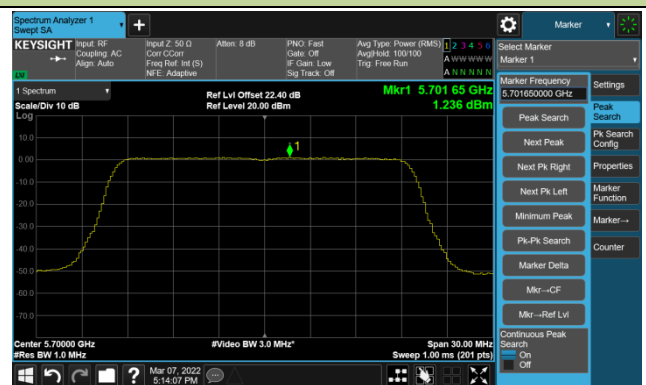 Spectrum Analyzer 1
Swept SA
+
Marker
KEYSIGHT
Input: RF
Coupling: AC
Align: Auto
Input Z: 50 Ω
Corr CCorr
Freq Ref: Int (S)
NFE: Adaptive
Atten: 8 dB
PNO: Fast
Gate: Off
IF Gain: Low
Sig Track: Off
Avg Type: Power (RMS)
Avg|Hold: 100/100
Trig: Free Run
1 2 3 4 5 6
A W W W W W
A N N N N N
LW
Select Marker
Marker 1
1 Spectrum
Scale/Div 10 dB
Log
Ref Lvl Offset 22.40 dB
Ref Level 20.00 dBm
Mkr1 5.701 65 GHz
1.236 dBm
1
10.0
0.00
-10.0
-20.0
-30.0
-40.0
-50.0
-60.0
-70.0
Center 5.70000 GHz
#Res BW 1.0 MHz
#Video BW 3.0 MHz*
Span 30.00 MHz
Sweep 1.00 ms (201 pts)
Marker Frequency
5.701650000 GHz
Peak Search
Next Peak
Next Pk Right
Next Pk Left
Minimum Peak
Pk-Pk Search
Marker Delta
Mkr→CF
Mkr→Ref Lvl
Continuous Peak
Search
On
Off
Settings
Peak
Search
Pk Search
Config
Properties
Marker
Function
Marker→
Counter
?
Mar 07, 2022
5:14:07 PM